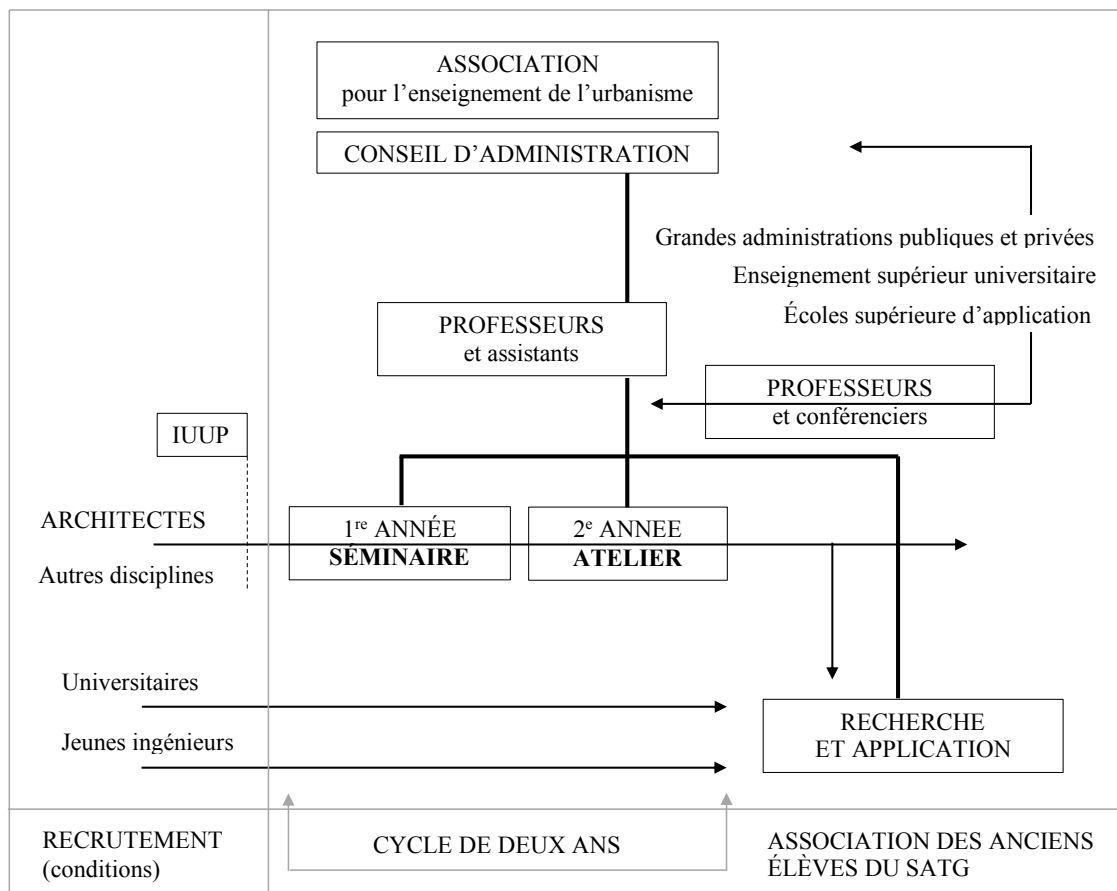 ASSOCIATION
pour l’enseignement de l’urbanisme
CONSEIL D’ADMINISTRATION
Grandes administrations publiques et privées
Enseignement supérieur universitaire
Écoles supérieure d’application
PROFESSEURS
et assistants
PROFESSEURS
et conférenciers
IUUP
ARCHITECTES
Autres disciplines
1re ANNÉE
SÉMINAIRE
2e ANNEE
ATELIER
Universitaires
Jeunes ingénieurs
RECHERCHE
ET APPLICATION
RECRUTEMENT
(conditions)
CYCLE DE DEUX ANS
ASSOCIATION DES ANCIENS
ÉLÈVES DU SATG